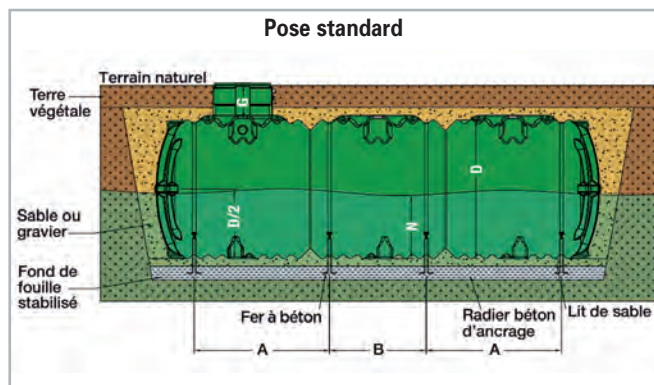 Pose standard
Terrain naturel
Terre
végétale
G
D
D/2
N
Sable ou
gravier
Fond de
fouille
stabilisé
Fer à béton
Radier béton
d'ancrage
Lit de sable
A
B
A